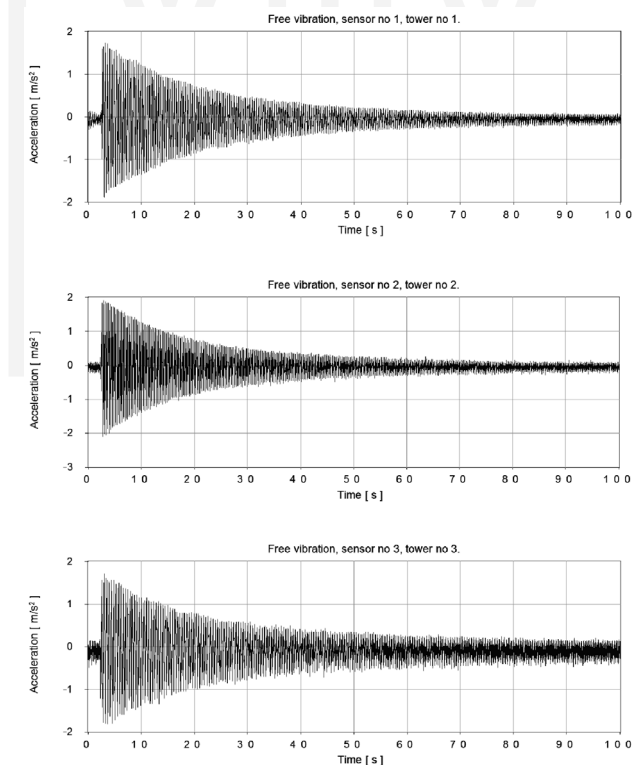 Free vibration, sensor no 1, tower no 1.
2
1
0
-1
-2
Acceleration [ m/s² ]
0 1 0 2 0 3 0 4 0 5 0 6 0 7 0 8 0 9 0 1 0 0
Time [ s ]
Free vibration, sensor no 2, tower no 2.
2
1
0
-1
-2
-3
Acceleration [ m/s² ]
0 1 0 2 0 3 0 4 0 5 0 6 0 7 0 8 0 9 0 1 0 0
Time [ s ]
Free vibration, sensor no 3, tower no 3.
2
1
0
-1
-2
Acceleration [ m/s² ]
0 1 0 2 0 3 0 4 0 5 0 6 0 7 0 8 0 9 0 1 0 0
Time [ s ]